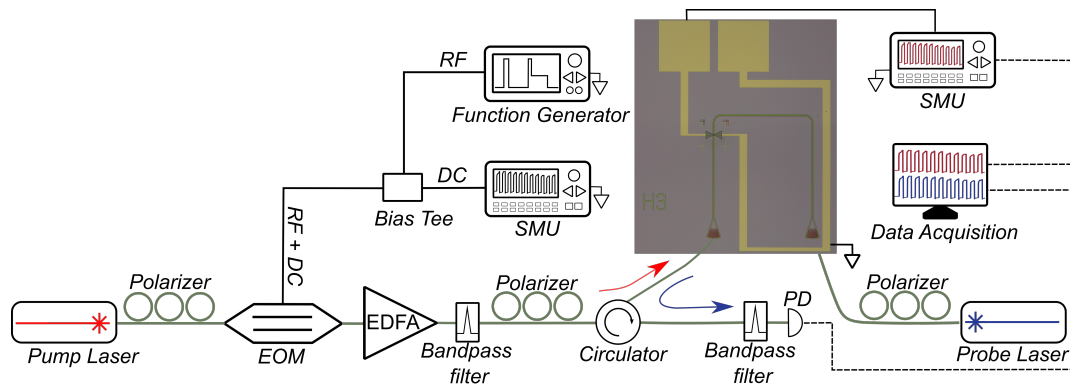 RF
Function Generator
SMU
DC
Bias Tee
SMU
Data Acquisition
RF + DC
H3
Polarizer
Polarizer
Polarizer
PD
EDFA
Pump Laser
EOM
Bandpass
filter
Circulator
Bandpass
filter
Probe Laser